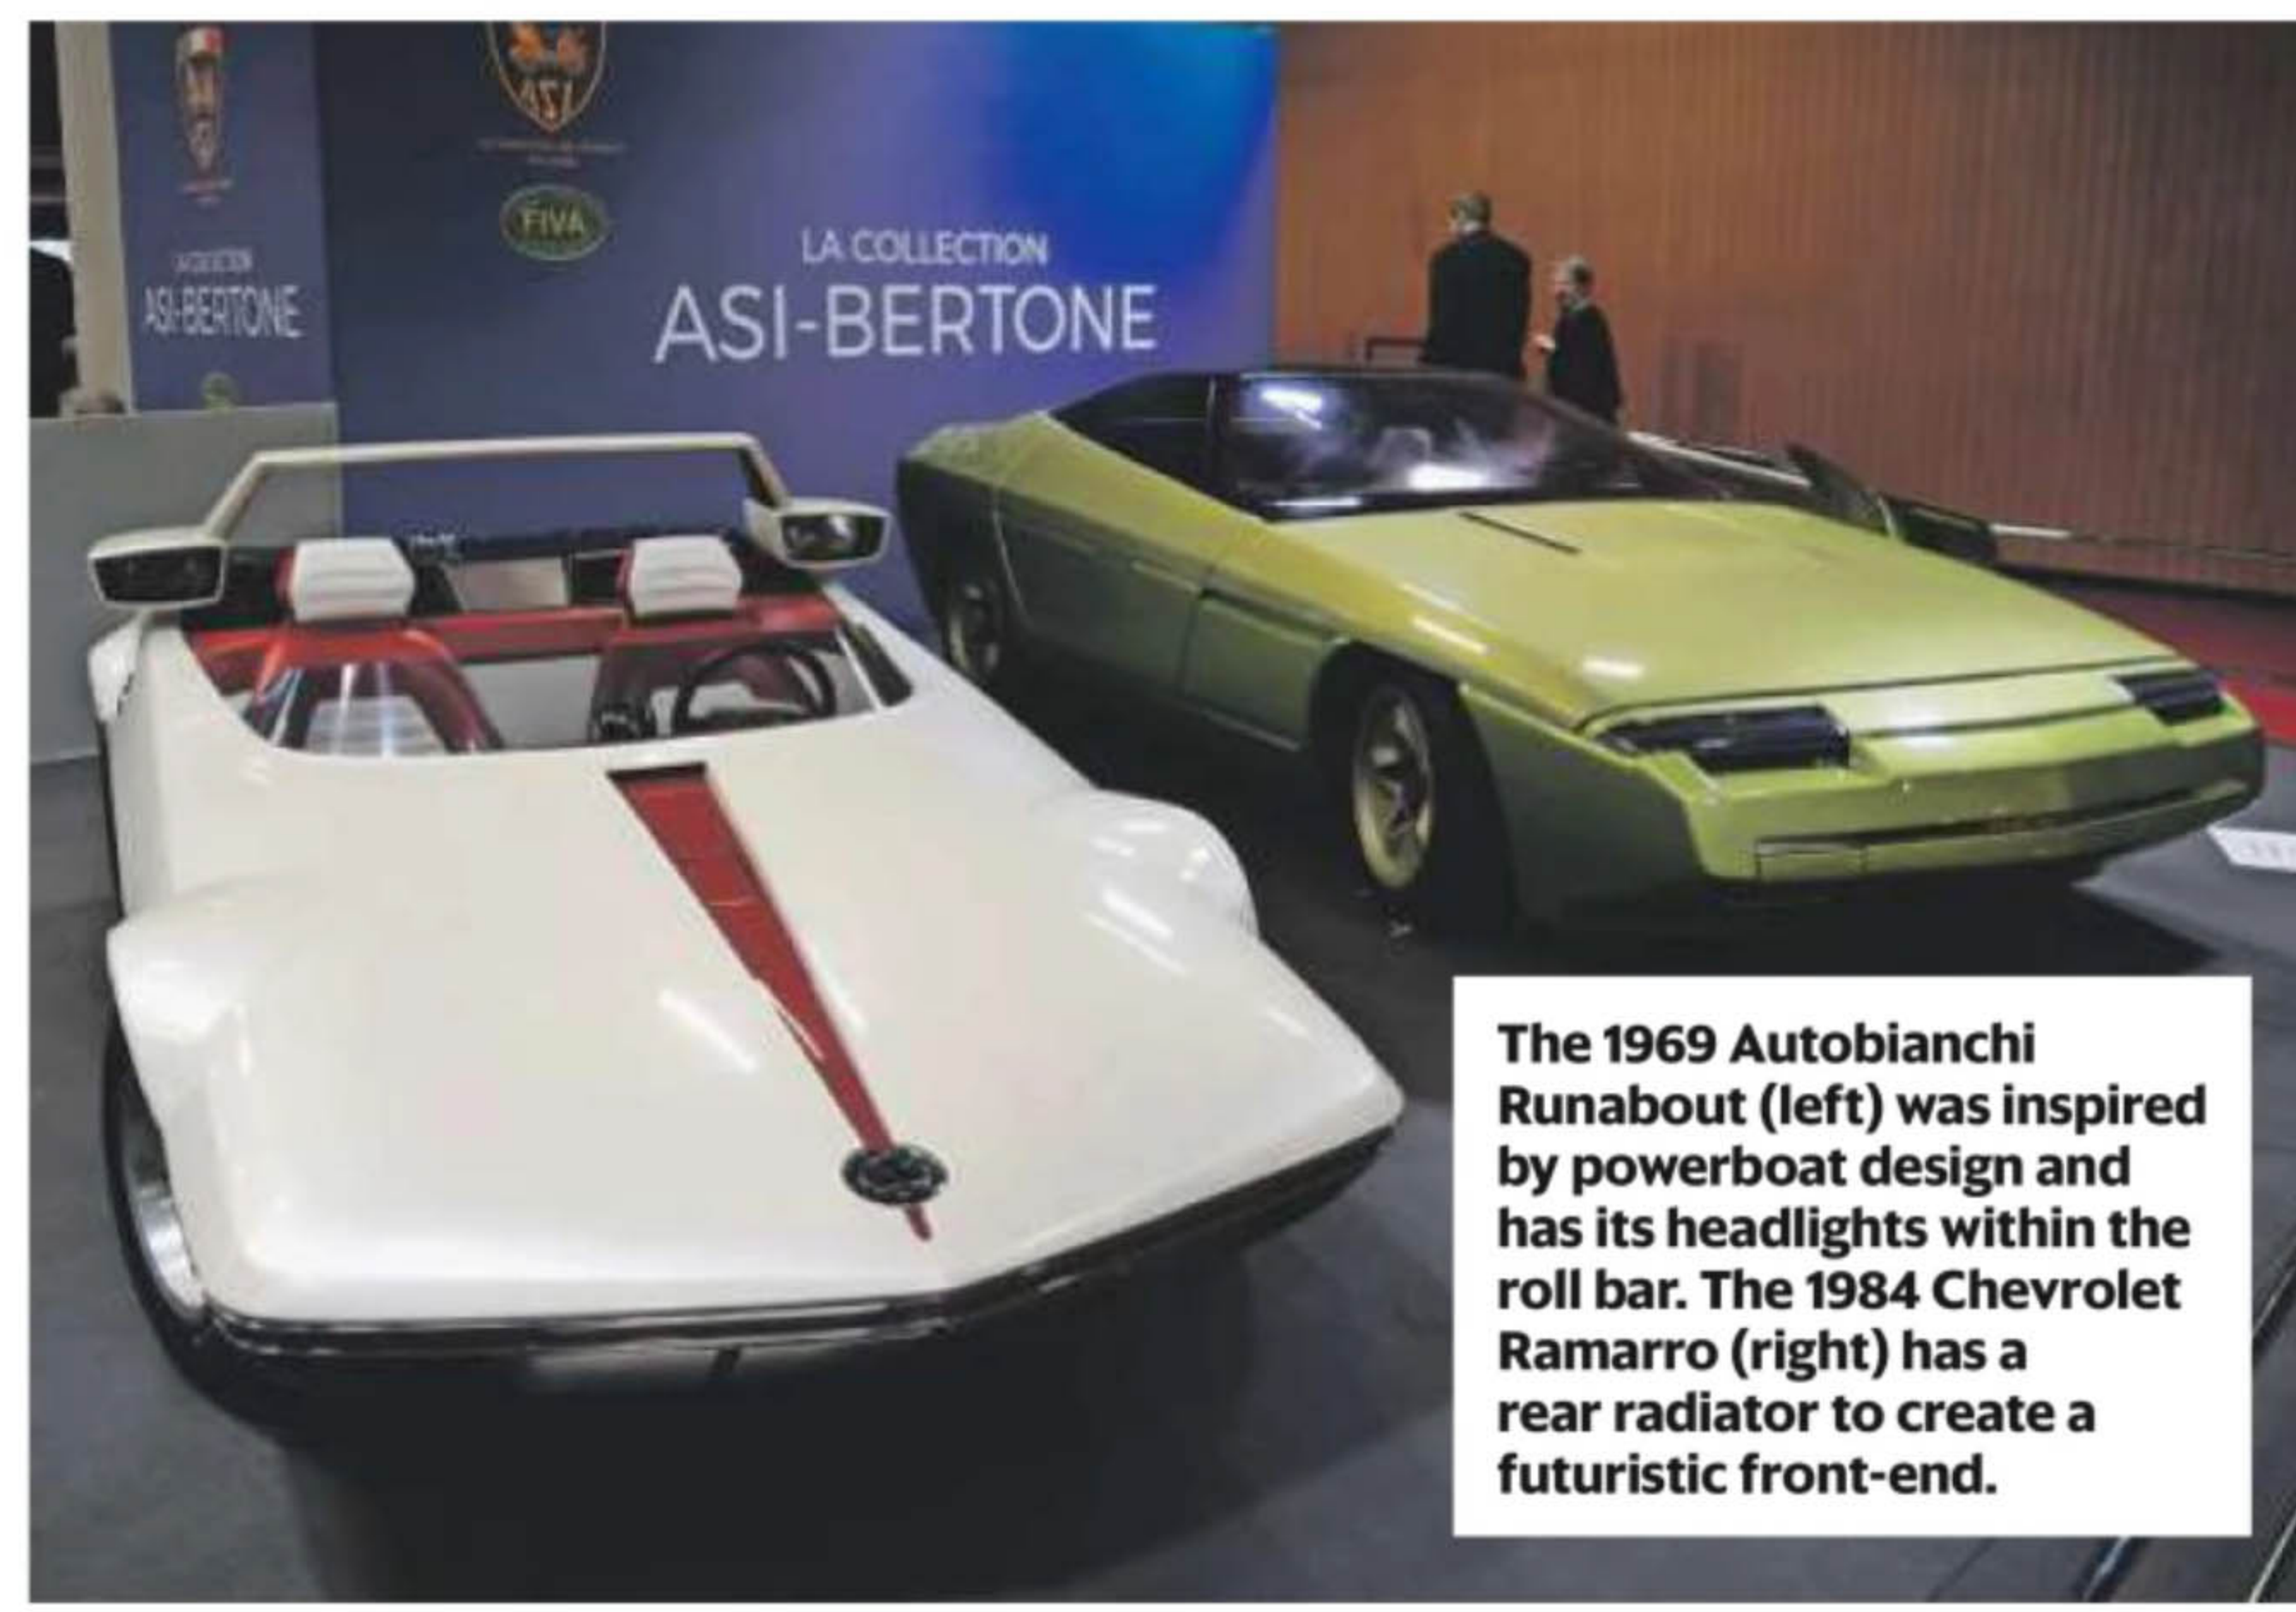 ASI
FIVA
LA COLLECTION
ASI-BERTONE
ASI-BERTONE
The 1969 Autobianchi
Runabout (left) was inspired
by powerboat design and
has its headlights within the
roll bar. The 1984 Chevrolet
Ramarro (right) has a
rear radiator to create a
futuristic front-end.